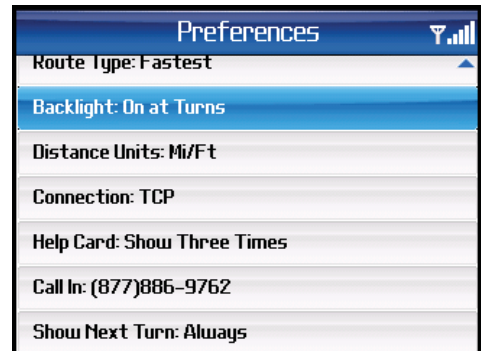 Preferences
Route Type: Fastest
Backlight: On at Turns
Distance Units: Mi/Ft
Connection: TCP
Help Card: Show Three Times
Call In: (877)886-9762
Show Next Turn: Always